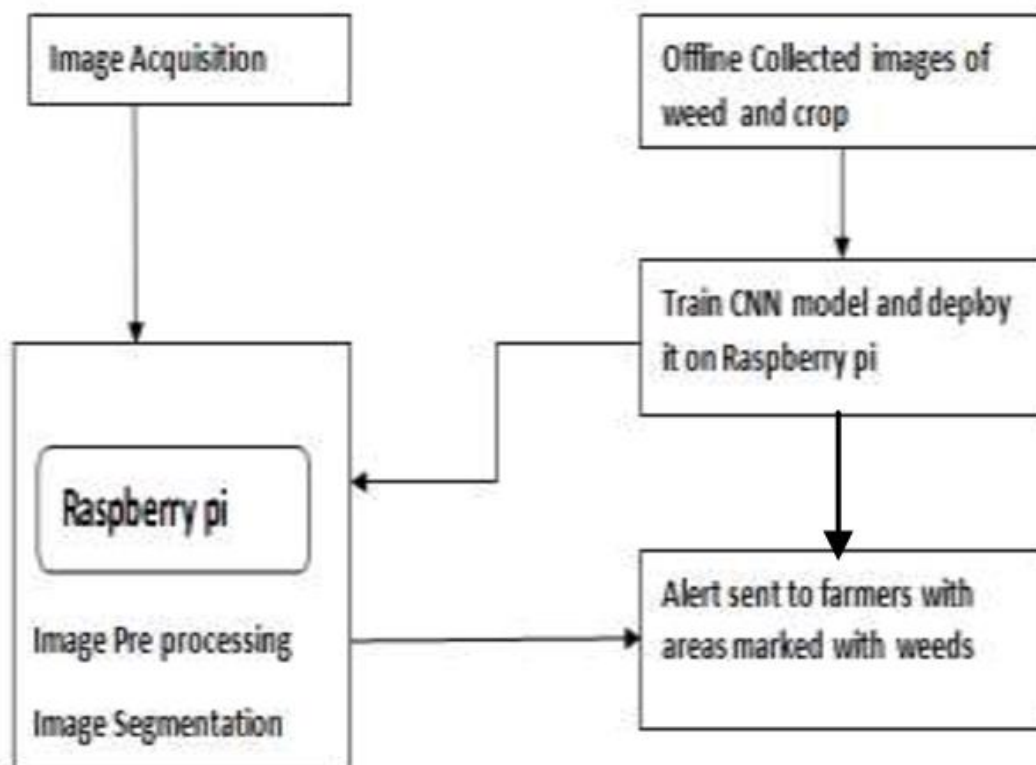 Image Acquisition
Offline Collected images of
weed and crop
Train CNN model and deploy
it on Raspberry pi
Raspberry pi
Image Pre processing
Image Segmentation
Alert sent to farmers with
areas marked with weeds